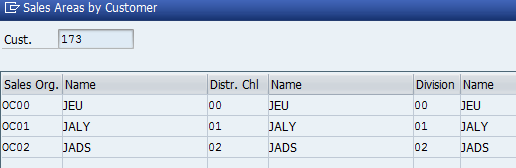 Sales Areas by Customer
Cust. 173
Sales Org. Name Distr. Chl Name Division Name
OC00 JEU 00 JEU 00 JEU
OC01 JALY 01 JALY 01 JALY
OC02 JADS 02 JADS 02 JADS